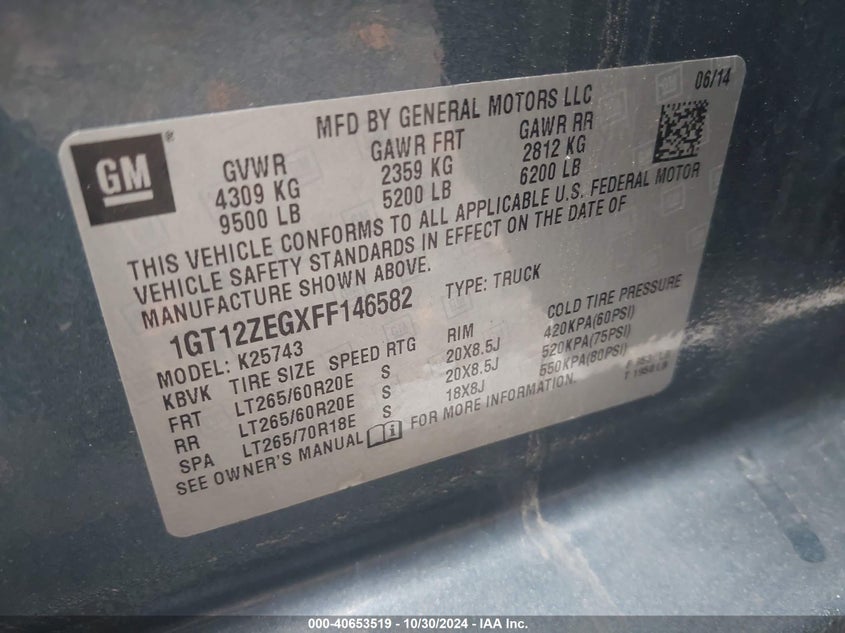 06/14
MFD BY GENERAL MOTORS LLC
GM ®
GVWR GAWR FRT GAWR RR
4309 KG 2359 KG 2812 KG
9500 LB 5200 LB 6200 LB
THIS VEHICLE CONFORMS TO ALL APPLICABLE U.S. FEDERAL MOTOR
VEHICLE SAFETY STANDARDS IN EFFECT ON THE DATE OF
MANUFACTURE SHOWN ABOVE.
1GT12ZEGXFF146582 TYPE: TRUCK
MODEL: K25743
KBVK TIRE SIZE SPEED RTG RIM COLD TIRE PRESSURE
FRT LT265/60R20E S 20X8.5J 420KPA(60PSI)
RR LT265/60R20E S 20X8.5J 520KPA(75PSI)
SPA LT265/70R18E S 18X8J 550KPA(80PSI)
SEE OWNER'S MANUAL i FOR MORE INFORMATION.
T 1958 LB
000-40653519 - 10/30/2024 - IAA Inc.